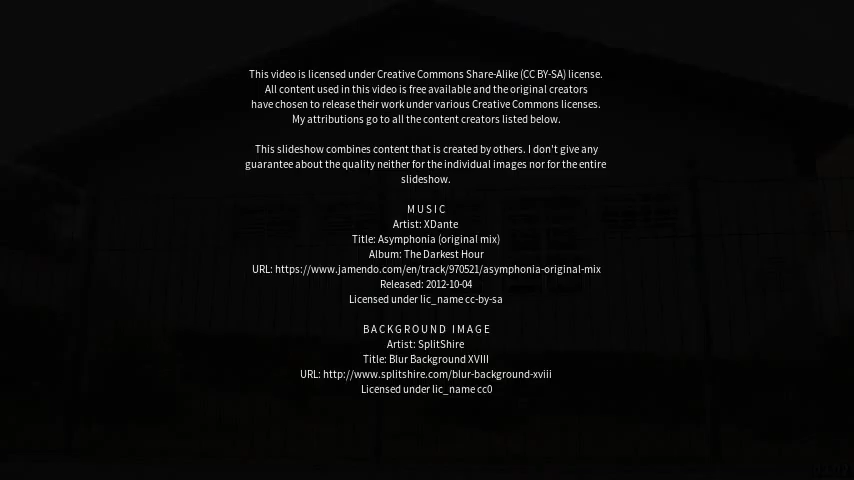 This video is licensed under Creative Commons Share-Alike (CC BY-SA) license.
All content used in this video is free available and the original creators
have chosen to release their work under various Creative Commons licenses.
My attributions go to all the content creators listed below.
This slideshow combines content that is created by others. I don't give any
guarantee about the quality neither for the individual images nor for the entire
slideshow.
MUSIC
Artist: XDante
Title: Asymphonia (original mix)
Album: The Darkest Hour
URL: https://www.jamendo.com/en/track/970521/asymphonia-original-mix
Released: 2012-10-04
Licensed under lic_name cc-by-sa
BACKGROUND IMAGE
Artist: SplitShire
Title: Blur Background XVIII
URL: http://www.splitshire.com/blur-background-xviii
Licensed under lic_name cc0